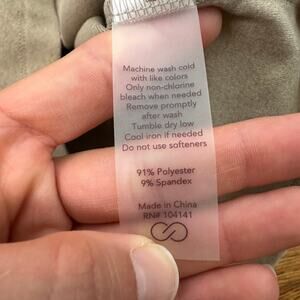 Machine wash cold
with like colors
Only non-chlorine
bleach when needed
Remove promptly
after wash
Tumble dry low
Cool iron if needed
Do not use softeners
91% Polyester
9% Spandex
Made in China
RN# 104141